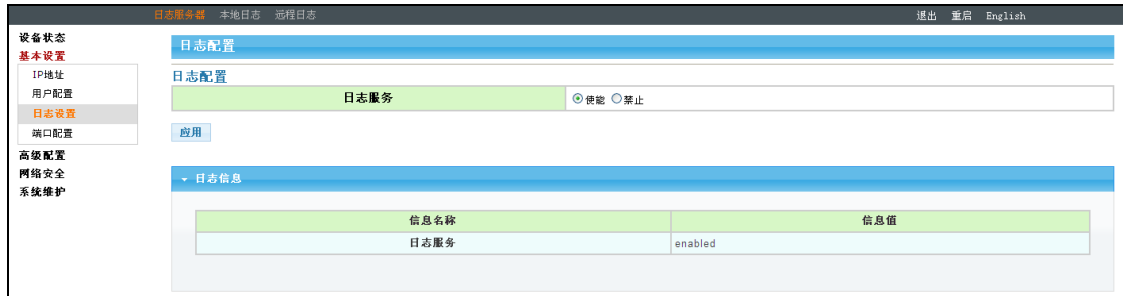 日志服务器 本地日志 远程日志 退出 重启 English
设备状态
基本设置
IP地址
用户配置
日志设置
端口配置
高级配置
网络安全
系统维护
日志配置
日志配置
日志服务 使能 禁止
应用
日志信息
信息名称 信息值
日志服务 enabled